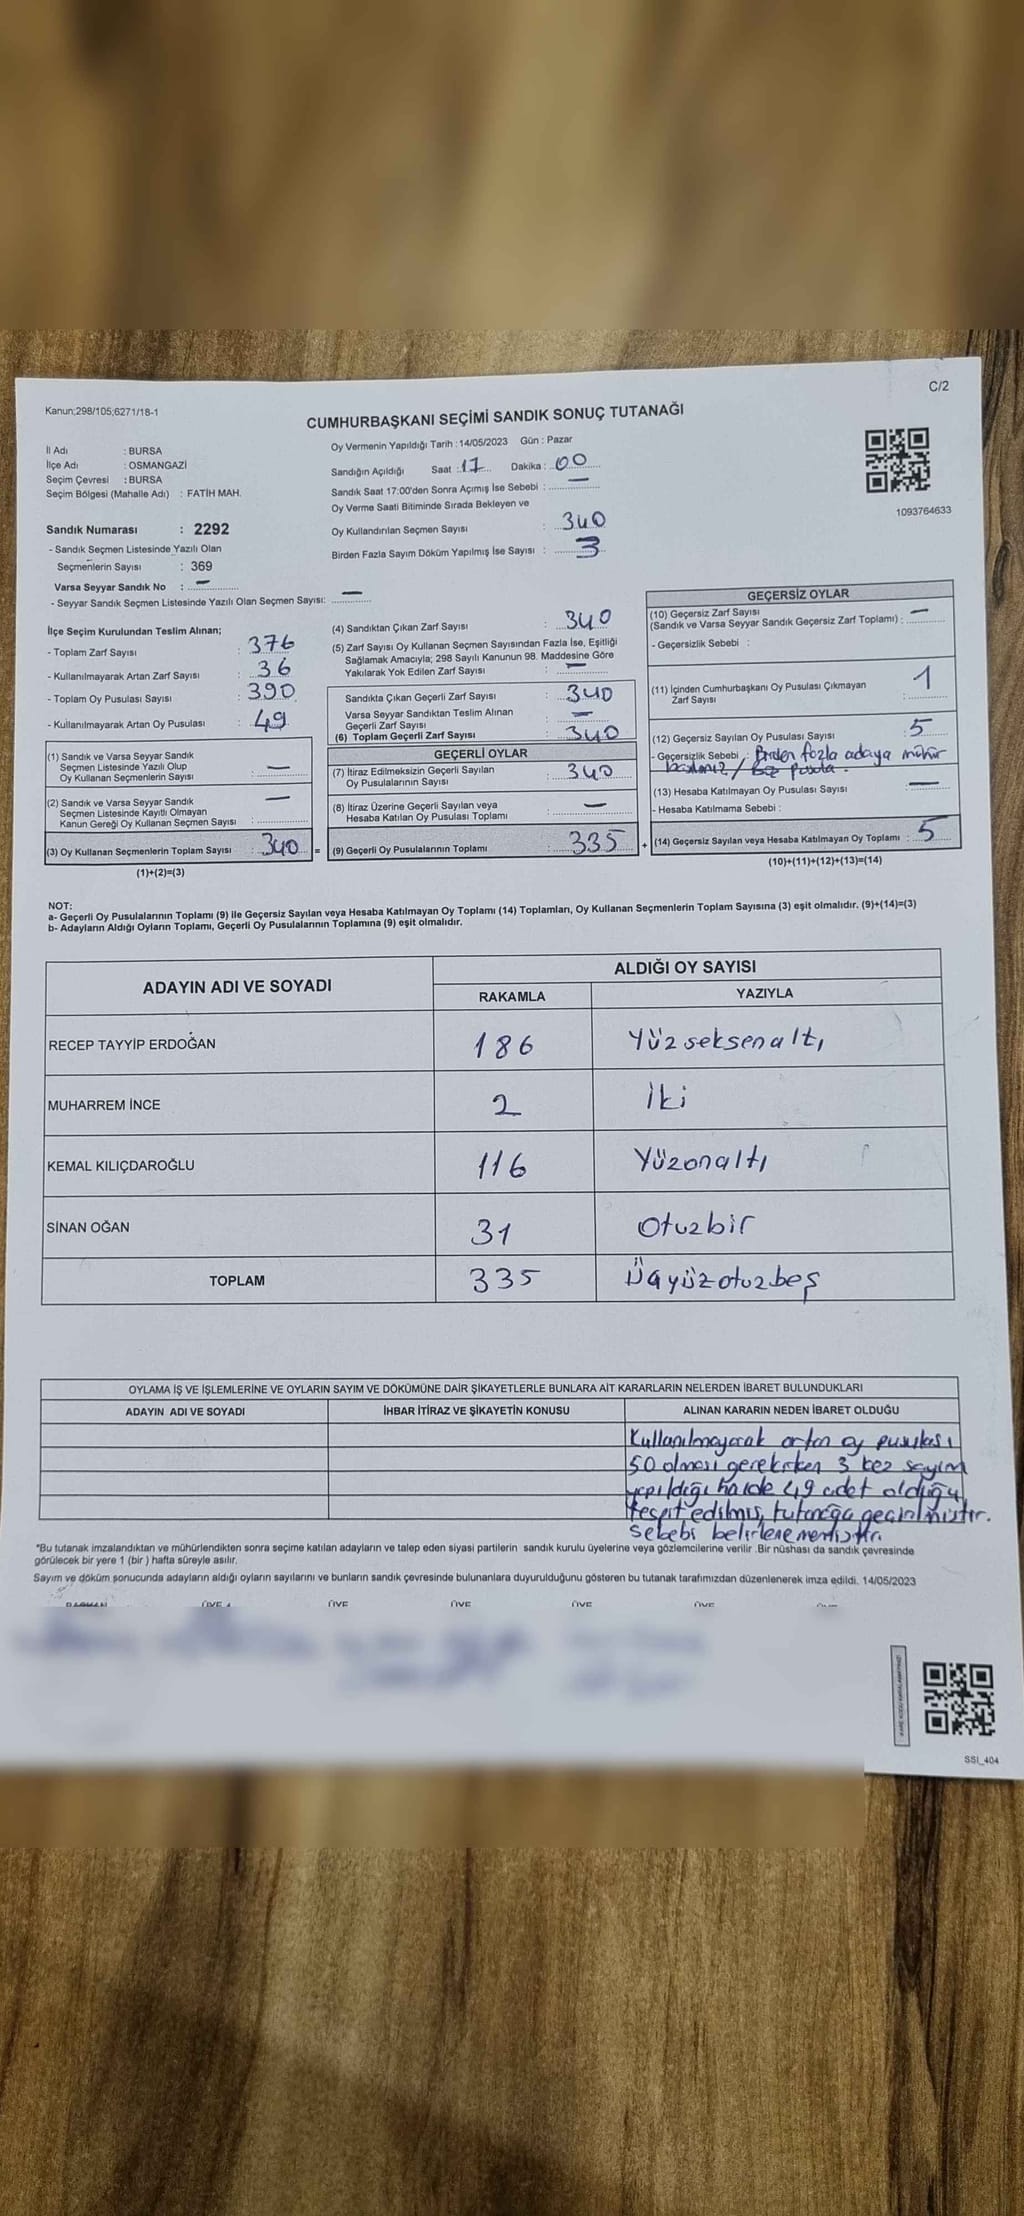 Kanun;298/105;6271/18-1
C/2
CUMHURBAŞKANI SEÇİMİ SANDIK SONUÇ TUTANAĞI
İl Adı : BURSA
İlçe Adı : OSMANGAZİ
Seçim Çevresi : BURSA
Seçim Bölgesi (Mahalle Adı) : FATİH MAH.
Sandık Numarası : 2292
- Sandık Seçmen Listesinde Yazılı Olan
Seçmenlerin Sayısı : 369
Varsa Seyyar Sandık No : —
- Seyyar Sandık Seçmen Listesinde Yazılı Olan Seçmen Sayısı: —
Oy Vermenin Yapıldığı Tarih : 14/05/2023 Gün : Pazar
Sandığın Açıldığı Saat : 17 Dakika : 00
Sandık Saat 17:00'den Sonra Açımış İse Sebebi : —
Oy Verme Saati Bitiminde Sırada Bekleyen ve
Oy Kullandırılan Seçmen Sayısı : 340
Birden Fazla Sayım Döküm Yapılmış İse Sayısı : 3
1093764633
İlçe Seçim Kurulundan Teslim Alınan;
- Toplam Zarf Sayısı : 376
- Kullanılmayarak Artan Zarf Sayısı : 36
- Toplam Oy Pusulası Sayısı : 390
- Kullanılmayarak Artan Oy Pusulası : 49
(1) Sandık ve Varsa Seyyar Sandık
Seçmen Listesinde Yazılı Olup
Oy Kullanan Seçmenlerin Sayısı : —
(2) Sandık ve Varsa Seyyar Sandık
Seçmen Listesinde Kayıtlı Olmayan
Kanun Gereği Oy Kullanan Seçmen Sayısı : —
(3) Oy Kullanan Seçmenlerin Toplam Sayısı : 340 =
(1)+(2)=(3)
(4) Sandıktan Çıkan Zarf Sayısı : 340
(5) Zarf Sayısı Oy Kullanan Seçmen Sayısından Fazla İse, Eşitliği
Sağlamak Amacıyla; 298 Sayılı Kanunun 98. Maddesine Göre
Yakılarak Yok Edilen Zarf Sayısı : —
Sandıkta Çıkan Geçerli Zarf Sayısı : 340
Varsa Seyyar Sandıktan Teslim Alınan
Geçerli Zarf Sayısı : —
(6) Toplam Geçerli Zarf Sayısı : 340
GEÇERLİ OYLAR
(7) İtiraz Edilmeksizin Geçerli Sayılan
Oy Pusulalarının Sayısı : 340
(8) İtiraz Üzerine Geçerli Sayılan veya
Hesaba Katılan Oy Pusulası Toplamı : —
(9) Geçerli Oy Pusulalarının Toplamı : 335 +
GEÇERSİZ OYLAR
(10) Geçersiz Zarf Sayısı
(Sandık ve Varsa Seyyar Sandık Geçersiz Zarf Toplamı) : —
- Geçersizlik Sebebi :
(11) İçinden Cumhurbaşkanı Oy Pusulası Çıkmayan
Zarf Sayısı : 1
(12) Geçersiz Sayılan Oy Pusulası Sayısı : 5
- Geçersizlik Sebebi : Birden fazla adaya mühür
basılmış / Boş pusula.
(13) Hesaba Katılmayan Oy Pusulası Sayısı : —
- Hesaba Katılmama Sebebi :
(14) Geçersiz Sayılan veya Hesaba Katılmayan Oy Toplamı : 5
(10)+(11)+(12)+(13)=(14)
NOT:
a- Geçerli Oy Pusulalarının Toplamı (9) ile Geçersiz Sayılan veya Hesaba Katılmayan Oy Toplamı (14) Toplamları, Oy Kullanan Seçmenlerin Toplam Sayısına (3) eşit olmalıdır. (9)+(14)=(3)
b- Adayların Aldığı Oyların Toplamı, Geçerli Oy Pusulalarının Toplamına (9) eşit olmalıdır.
ADAYIN ADI VE SOYADI ALDIĞI OY SAYISI
RAKAMLA YAZIYLA
RECEP TAYYİP ERDOĞAN 186 Yüzseksenaltı
MUHARREM İNCE 2 İki
KEMAL KILIÇDAROĞLU 116 Yüzonaltı
SİNAN OĞAN 31 Otuzbir
TOPLAM 335 Üçyüzotuzbeş
OYLAMA İŞ VE İŞLEMLERİNE VE OYLARIN SAYIM VE DÖKÜMÜNE DAİR ŞİKAYETLERLE BUNLARA AİT KARARLARIN NELERDEN İBARET BULUNDUKLARI
ADAYIN ADI VE SOYADI İHBAR İTİRAZ VE ŞİKAYETİN KONUSU ALINAN KARARIN NEDEN İBARET OLDUĞU
Kullanılmayarak artan oy pusulası
50 olması gerekirken 3 kez sayım
yapıldığı halde 49 adet olduğu
tespit edilmiş, tutanağa geçirilmiştir.
Sebebi belirlenememiştir.
*Bu tutanak imzalandıktan ve mühürlendikten sonra seçime katılan adayların ve talep eden siyasi partilerin sandık kurulu üyelerine veya gözlemcilerine verilir .Bir nüshası da sandık çevresinde
görülecek bir yere 1 (bir ) hafta süreyle asılır.
Sayım ve döküm sonucunda adayların aldığı oyların sayılarını ve bunların sandık çevresinde bulunanlara duyurulduğunu gösteren bu tutanak tarafımızdan düzenlenerek imza edildi. 14/05/2023
BAŞKAN ÜYE ÜYE ÜYE ÜYE ÜYE
SSI_404